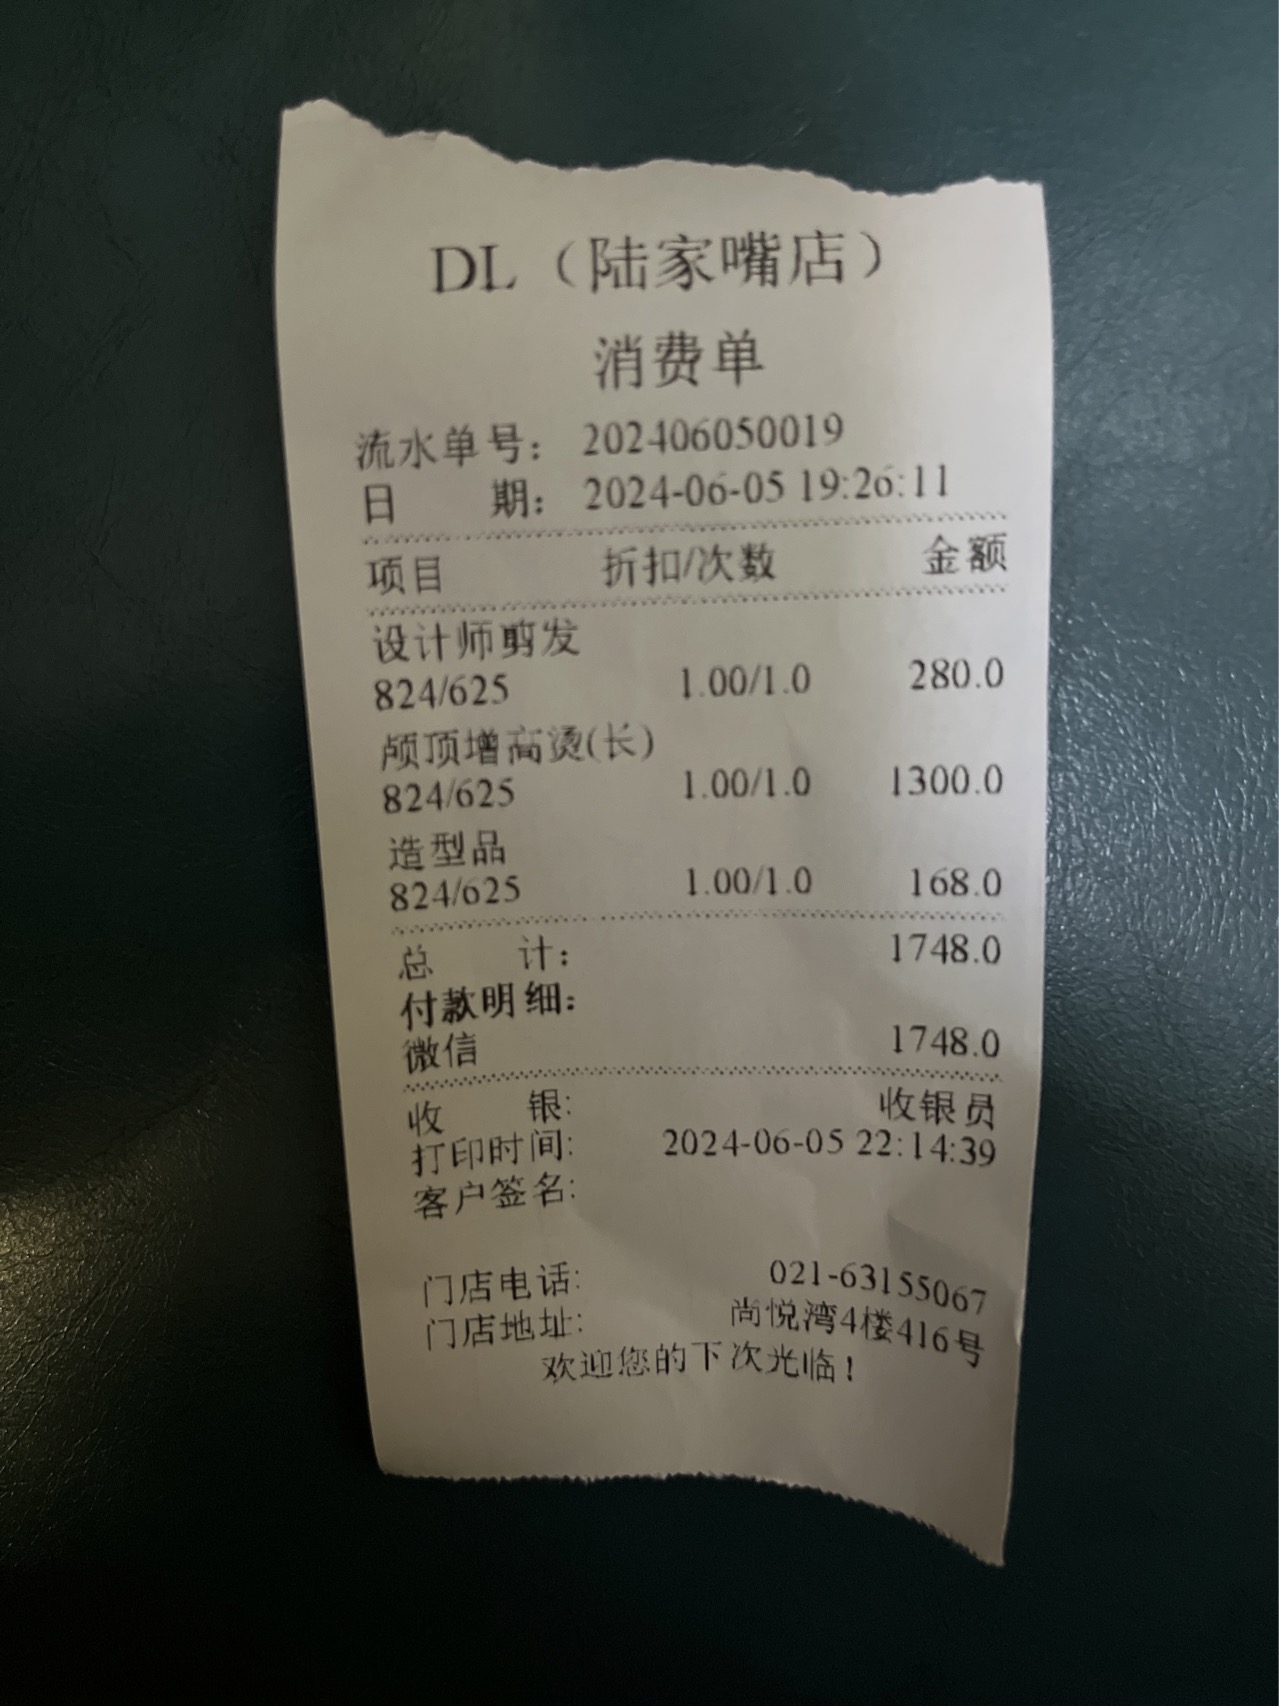 DL（陆家嘴店）
消费单
流水单号： 202406050019
日 期： 2024-06-05 19:26:11
项目 折扣/次数 金额
设计师剪发
824/625 1.00/1.0 280.0
颅顶增高烫(长)
824/625 1.00/1.0 1300.0
造型品
824/625 1.00/1.0 168.0
总 计： 1748.0
付款明细：
微信 1748.0
收 银: 收银员
打印时间: 2024-06-05 22:14:39
客户签名:
门店电话: 021-63155067
门店地址: 尚悦湾4楼416号
欢迎您的下次光临！